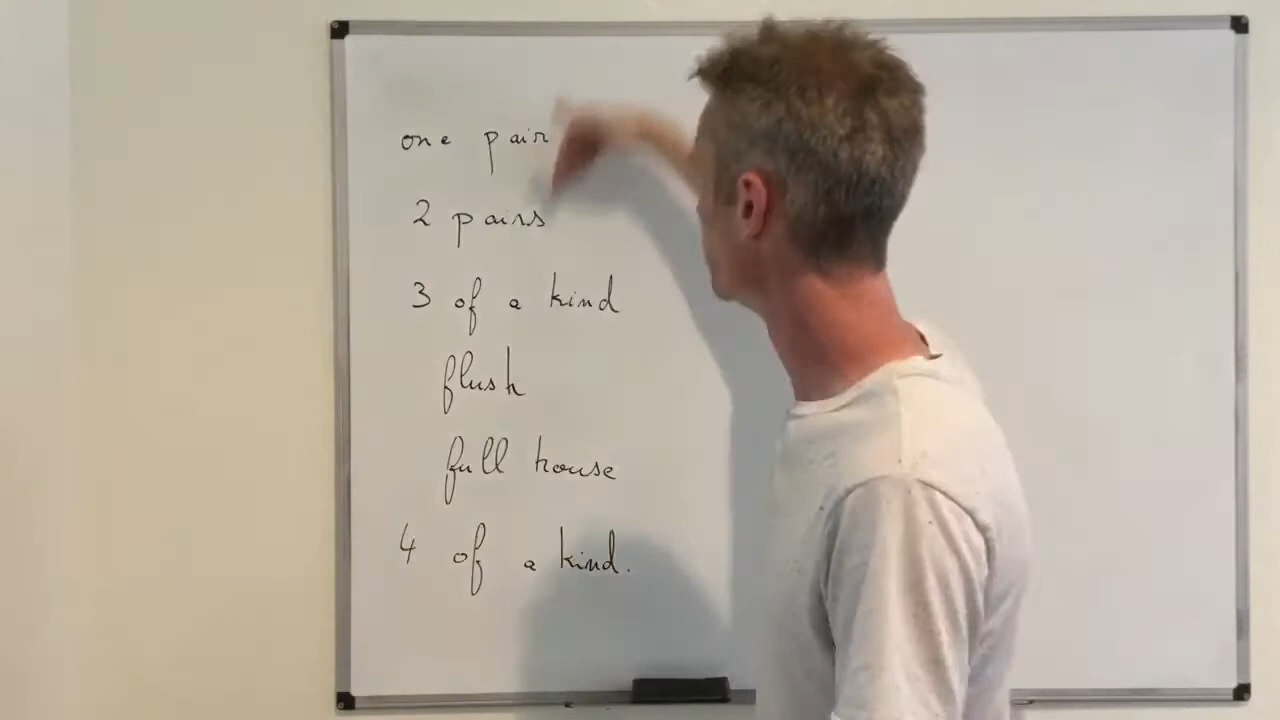 one pair
2 pairs
3 of a kind
flush
full house
4 of a kind.